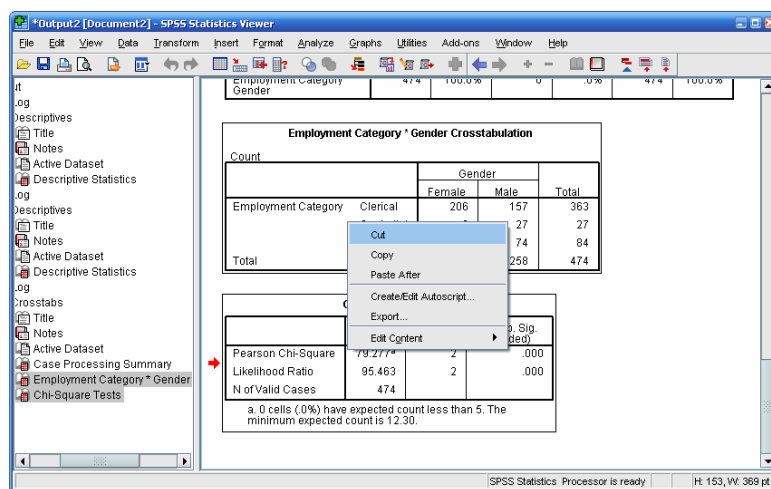 *Output2 [Document2] - SPSS Statistics Viewer
File Edit View Data Transform Insert Format Analyze Graphs Utilities Add-ons Window Help
ut
.og
Descriptives
Title
Notes
Active Dataset
Descriptive Statistics
.og
Descriptives
Title
Notes
Active Dataset
Descriptive Statistics
.og
Crosstabs
Title
Notes
Active Dataset
Case Processing Summary
Employment Category * Gender
Chi-Square Tests
Employment Category 474 100.0% 0 .0% 474 100.0%
Gender
Employment Category * Gender Crosstabulation
Count
Gender
Female Male Total
Employment Category Clerical 206 157 363
27 27
74 84
Total 258 474
Cut
Copy
Paste After
Create/Edit Autoscript...
Export...
Edit Content
Sig.
ded)
Pearson Chi-Square 79.277ª 2 .000
Likelihood Ratio 95.463 2 .000
N of Valid Cases 474
a. 0 cells (.0%) have expected count less than 5. The
minimum expected count is 12.30.
SPSS Statistics Processor is ready H: 153, W: 369 pt